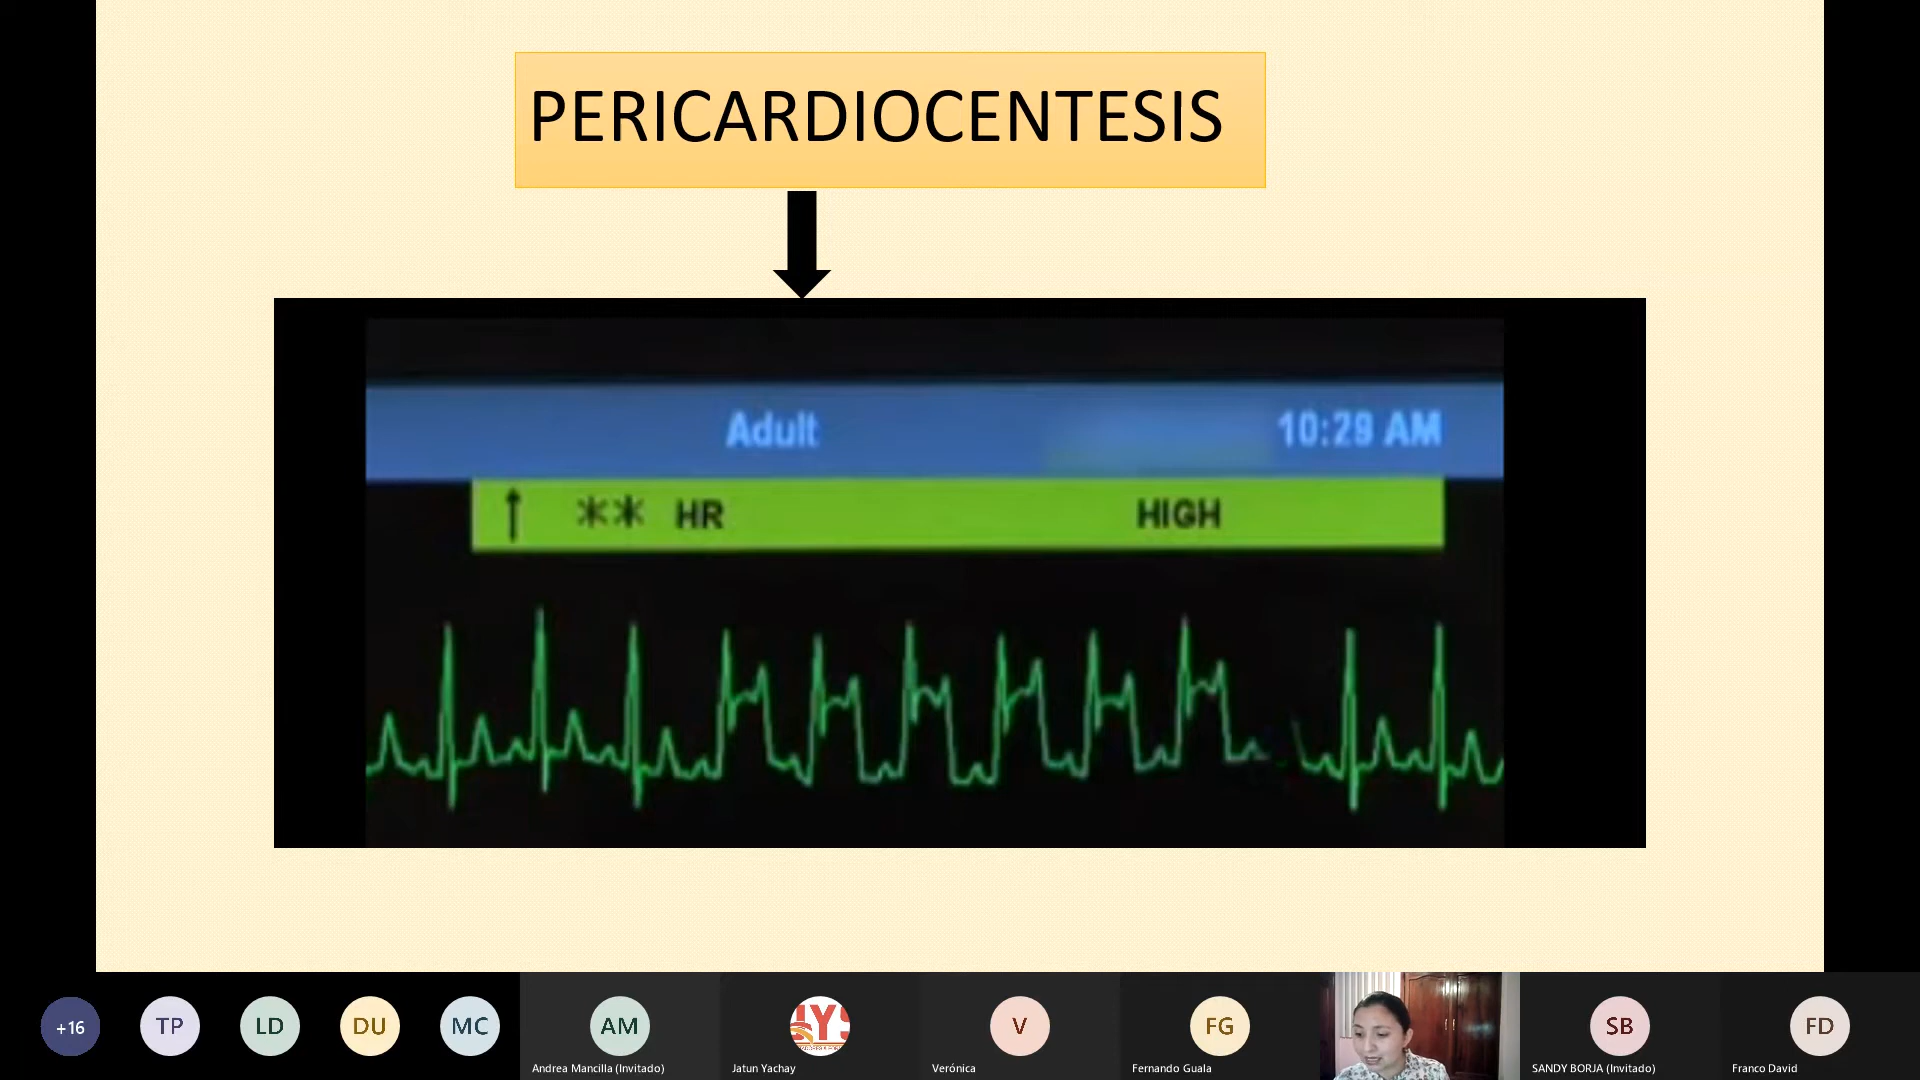 PERICARDIOCENTESIS
Adult
10:29 AM
** HR
HIGH
+16
TP
LD
DU
MC
AM
V
FG
SB
FD
Andrea Mancilla (Invitado)
Jatun Yachay
Verónica
Fernando Guala
SANDY BORJA (Invitado)
Franco David